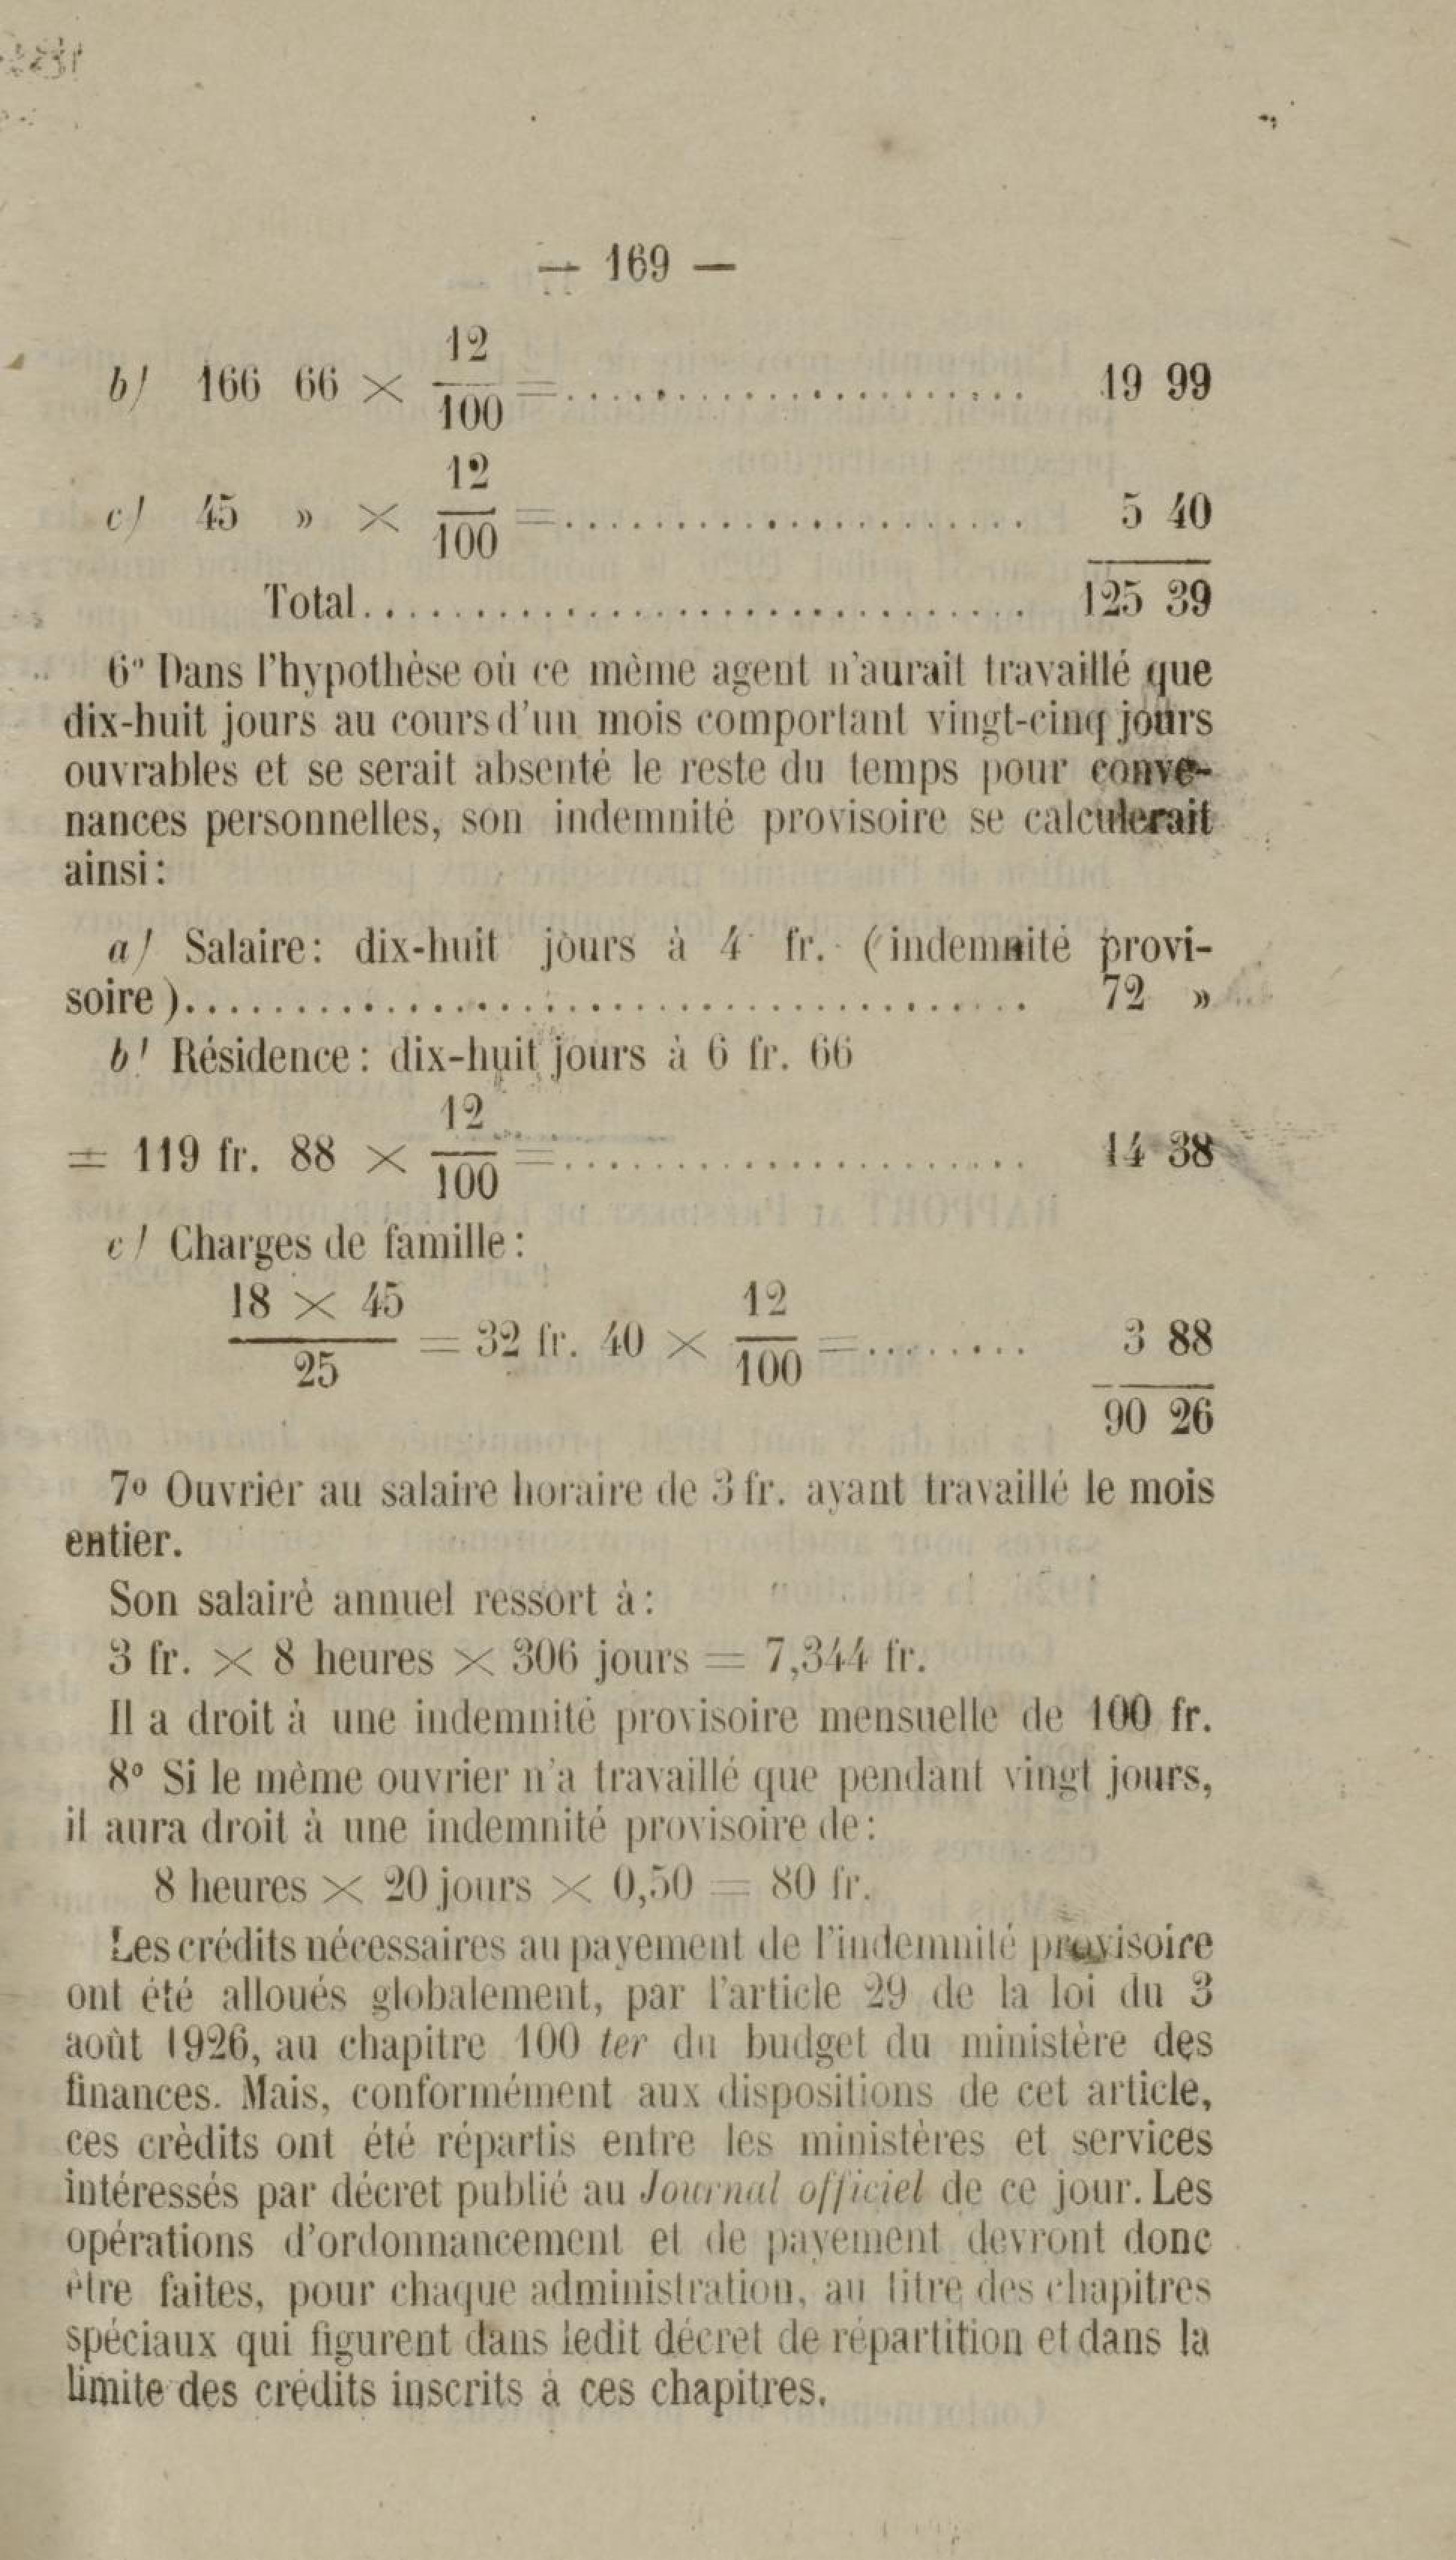 — 169 —
b) 166 66 × 12/100 = ........................ 19 99
c) 45 » × 12/100 = ........................ 5 40
Total................................ 125 39
6° Dans l'hypothèse où ce même agent n'aurait travaillé que
dix-huit jours au cours d'un mois comportant vingt-cinq jours
ouvrables et se serait absenté le reste du temps pour conve-
nances personnelles, son indemnité provisoire se calculerait
ainsi:
a) Salaire: dix-huit jours à 4 fr. (indemnité provi-
soire)..................................... 72 »
b) Résidence: dix-huit jours à 6 fr. 66
= 119 fr. 88 × 12/100 = ........................ 14 38
c) Charges de famille:
18 × 45/25 = 32 fr. 40 × 12/100 = ......... 3 88
90 26
7° Ouvrier au salaire horaire de 3 fr. ayant travaillé le mois
entier.
Son salairè annuel ressort à:
3 fr. × 8 heures × 306 jours = 7,344 fr.
Il a droit à une indemnité provisoire mensuelle de 100 fr.
8° Si le même ouvrier n'a travaillé que pendant vingt jours,
il aura droit à une indemnité provisoire de:
8 heures × 20 jours × 0,50 = 80 fr.
Les crédits nécessaires au payement de l'indemnité provisoire
ont été alloués globalement, par l'article 29 de la loi du 3
août 1926, au chapitre 100 ter du budget du ministère des
finances. Mais, conformément aux dispositions de cet article,
ces crèdits ont été répartis entre les ministères et services
intéressés par décret publié au Journal officiel de ce jour. Les
opérations d'ordonnancement et de payement devront donc
être faites, pour chaque administration, au titre des chapitres
spéciaux qui figurent dans ledit décret de répartition et dans la
limite des crédits inscrits à ces chapitres.